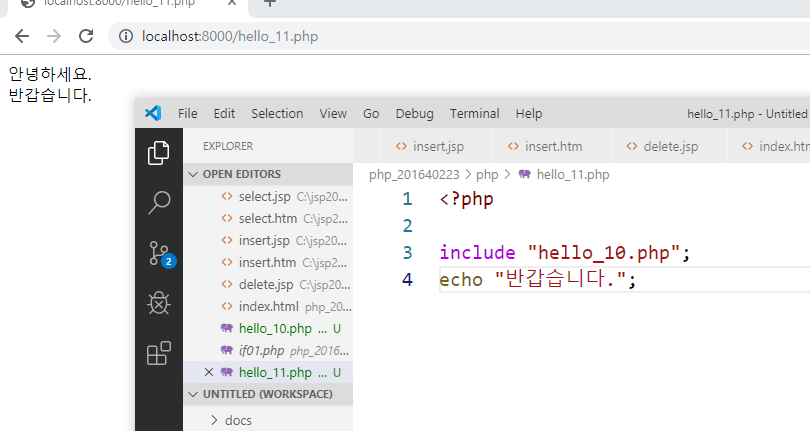 localhost:8000/hello_11.php
localhost:8000/hello_11.php
안녕하세요.
반갑습니다.
File Edit Selection View Go Debug Terminal Help hello_11.php - Untitled
EXPLORER
insert.jsp insert.htm delete.jsp index.htm
OPEN EDITORS
select.jsp C:\jsp20...
select.htm C:\jsp2...
insert.jsp C:\jsp20...
insert.htm C:\jsp2...
delete.jsp C:\jsp20...
index.html php_20...
hello_10.php ... U
if01.php php_2016...
hello_11.php ... U
UNTITLED (WORKSPACE)
docs
2
php_201640223 > php > hello_11.php
1 <?php
2
3 include "hello_10.php";
4 echo "반갑습니다.";